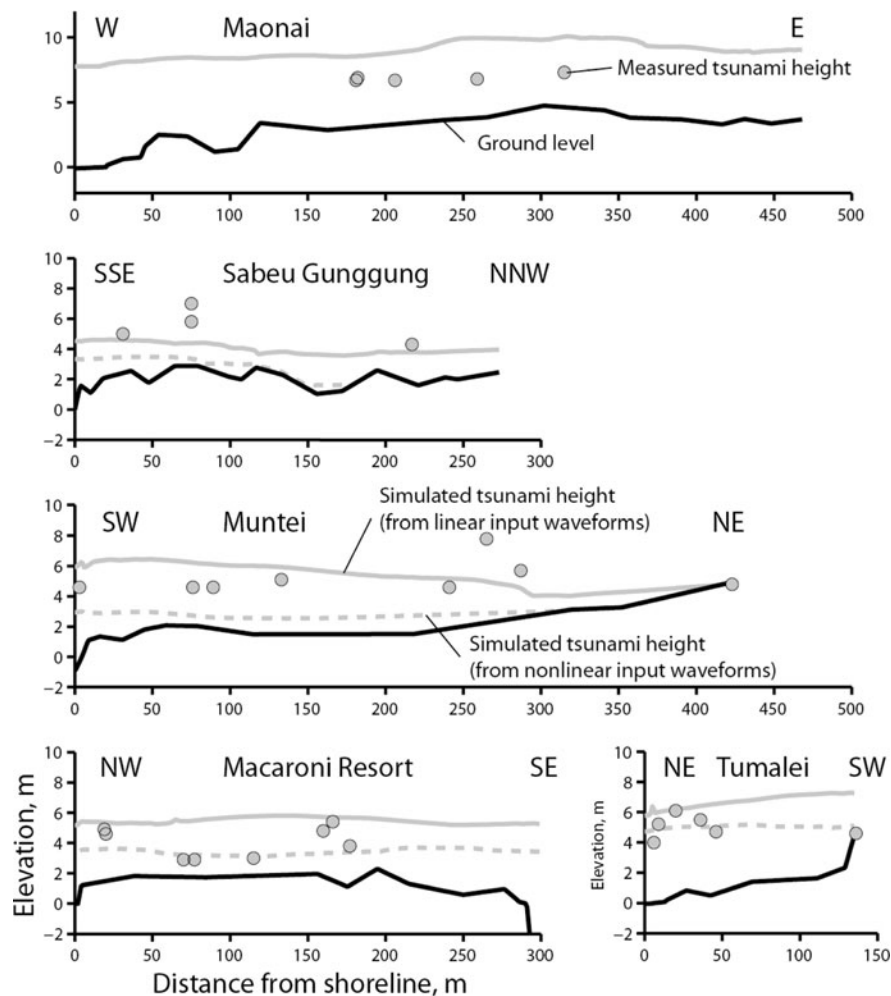 W Maonai E
10
5
0
Measured tsunami height
Ground level
0 50 100 150 200 250 300 350 400 450 500
SSE Sabeu Gunggung NNW
10
8
6
4
2
0
−2
0 50 100 150 200 250 300
SW Muntei NE
Simulated tsunami height
(from linear input waveforms)
10
8
6
4
2
0
−2
Simulated tsunami height
(from nonlinear input waveforms)
0 50 100 150 200 250 300 350 400 450 500
NW Macaroni Resort SE
10
8
6
4
2
0
−2
Elevation, m
0 50 100 150 200 250 300
Distance from shoreline, m
NE Tumalei SW
10
8
6
4
2
0
−2
Elevation, m
0 50 100 150